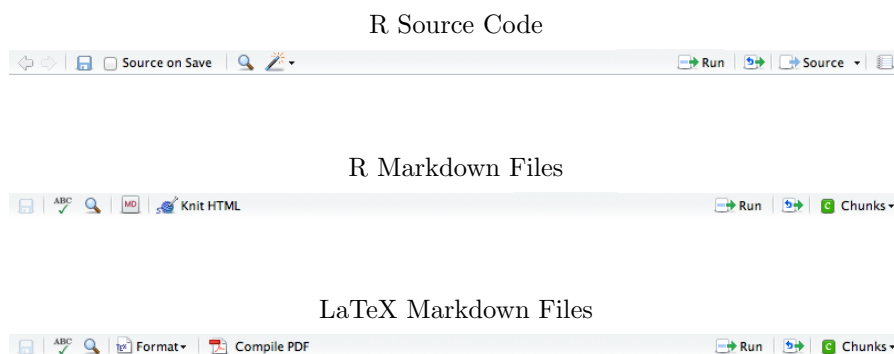 R Source Code
Source on Save Run Source
R Markdown Files
ABC MD Knit HTML Run C Chunks
LaTeX Markdown Files
ABC TeX Format Compile PDF Run C Chunks